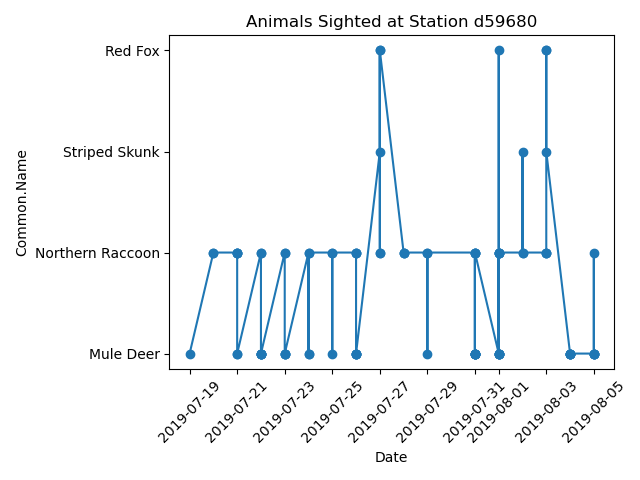 Animals Sighted at Station d59680
Red Fox
Striped Skunk
Northern Raccoon
Mule Deer
Common.Name
2019-07-19
2019-07-21
2019-07-23
2019-07-25
2019-07-27
2019-07-29
2019-07-31
2019-08-01
2019-08-03
2019-08-05
Date